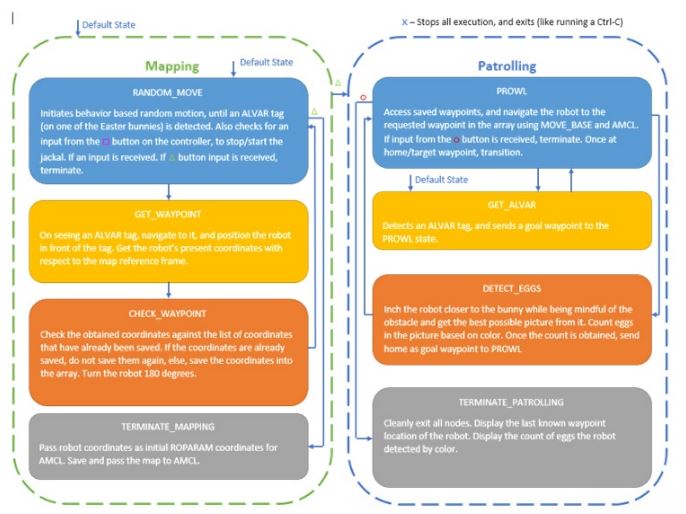 Default State
X – Stops all execution, and exits (like running a Ctrl-C)
Mapping
Default State
RANDOM_MOVE
Initiates behavior based random motion, until an ALVAR tag
(on one of the Easter bunnies) is detected. Also checks for an
input from the □ button on the controller, to stop/start the
jackal. If an input is received. If △ button input is received,
terminate.
△
GET_WAYPOINT
On seeing an ALVAR tag, navigate to it, and position the robot
in front of the tag. Get the robot's present coordinates with
respect to the map reference frame.
CHECK_WAYPOINT
Check the obtained coordinates against the list of coordinates
that have already been saved. If the coordinates are already
saved, do not save them again, else, save the coordinates into
the array. Turn the robot 180 degrees.
TERMINATE_MAPPING
Pass robot coordinates as initial ROPARAM coordinates for
AMCL. Save and pass the map to AMCL.
△
Patrolling
O
PROWL
Access saved waypoints, and navigate the robot to the
requested waypoint in the array using MOVE_BASE and AMCL.
If input from the O button is received, terminate. Once at
home/target waypoint, transition.
Default State
GET_ALVAR
Detects an ALVAR tag, and sends a goal waypoint to the
PROWL state.
DETECT_EGGS
Inch the robot closer to the bunny while being mindful of the
obstacle and get the best possible picture from it. Count eggs
in the picture based on color. Once the count is obtained, send
home as goal waypoint to PROWL
TERMINATE_PATROLLING
Cleanly exit all nodes. Display the last known waypoint
location of the robot. Display the count of eggs the robot
detected by color.